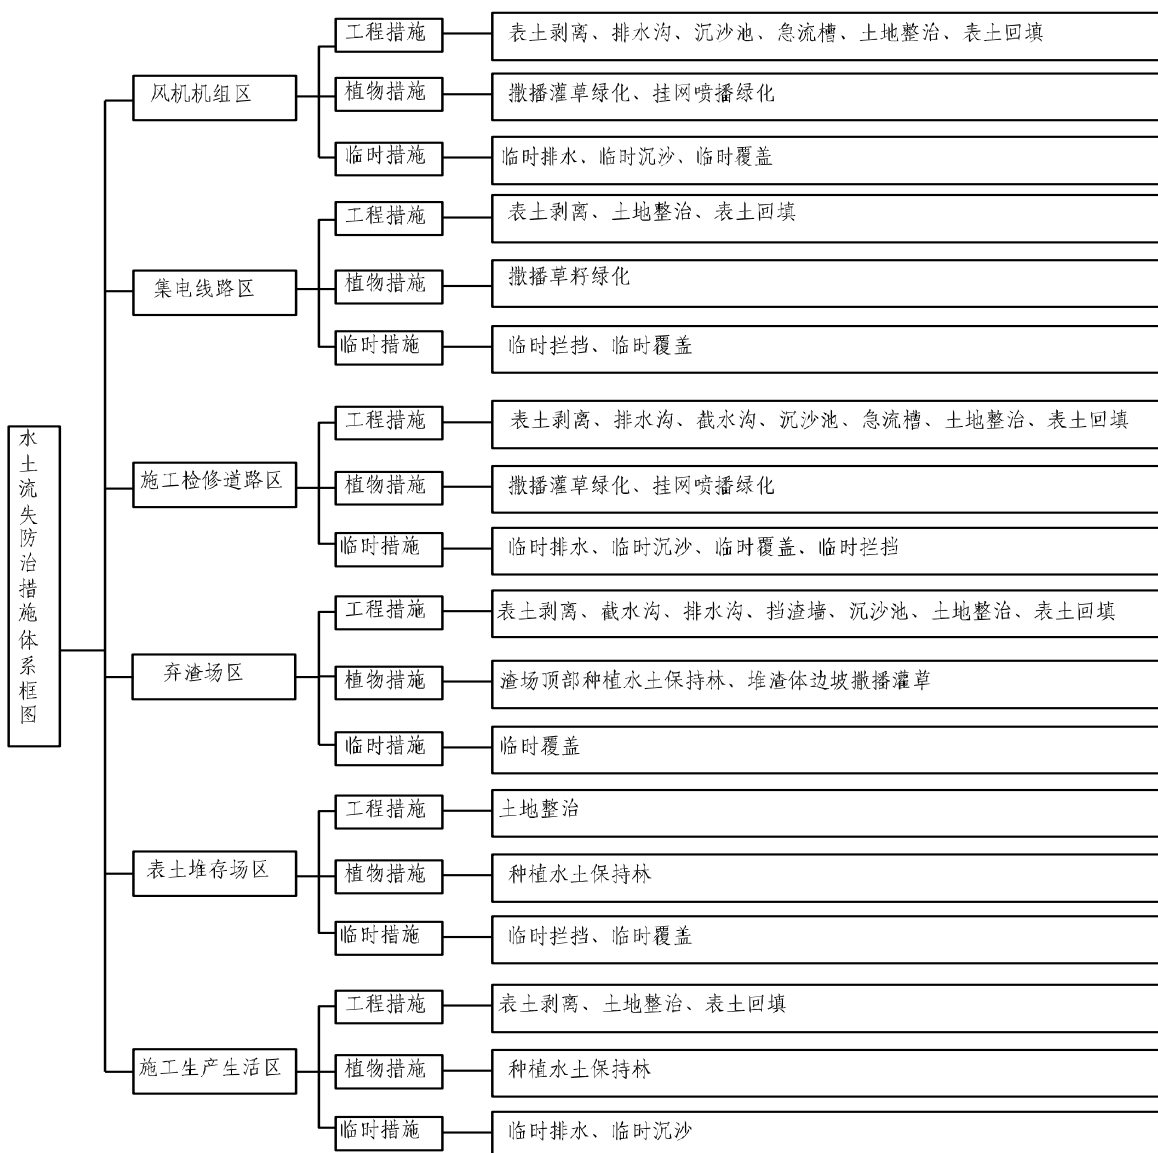 水土流失防治措施体系框图
风机机组区
工程措施
表土剥离、排水沟、沉沙池、急流槽、土地整治、表土回填
植物措施
撒播灌草绿化、挂网喷播绿化
临时措施
临时排水、临时沉沙、临时覆盖
集电线路区
工程措施
表土剥离、土地整治、表土回填
植物措施
撒播草籽绿化
临时措施
临时拦挡、临时覆盖
施工检修道路区
工程措施
表土剥离、排水沟、截水沟、沉沙池、急流槽、土地整治、表土回填
植物措施
撒播灌草绿化、挂网喷播绿化
临时措施
临时排水、临时沉沙、临时覆盖、临时拦挡
弃渣场区
工程措施
表土剥离、截水沟、排水沟、挡渣墙、沉沙池、土地整治、表土回填
植物措施
渣场顶部种植水土保持林、堆渣体边坡撒播灌草
临时措施
临时覆盖
表土堆存场区
工程措施
土地整治
植物措施
种植水土保持林
临时措施
临时拦挡、临时覆盖
施工生产生活区
工程措施
表土剥离、土地整治、表土回填
植物措施
种植水土保持林
临时措施
临时排水、临时沉沙